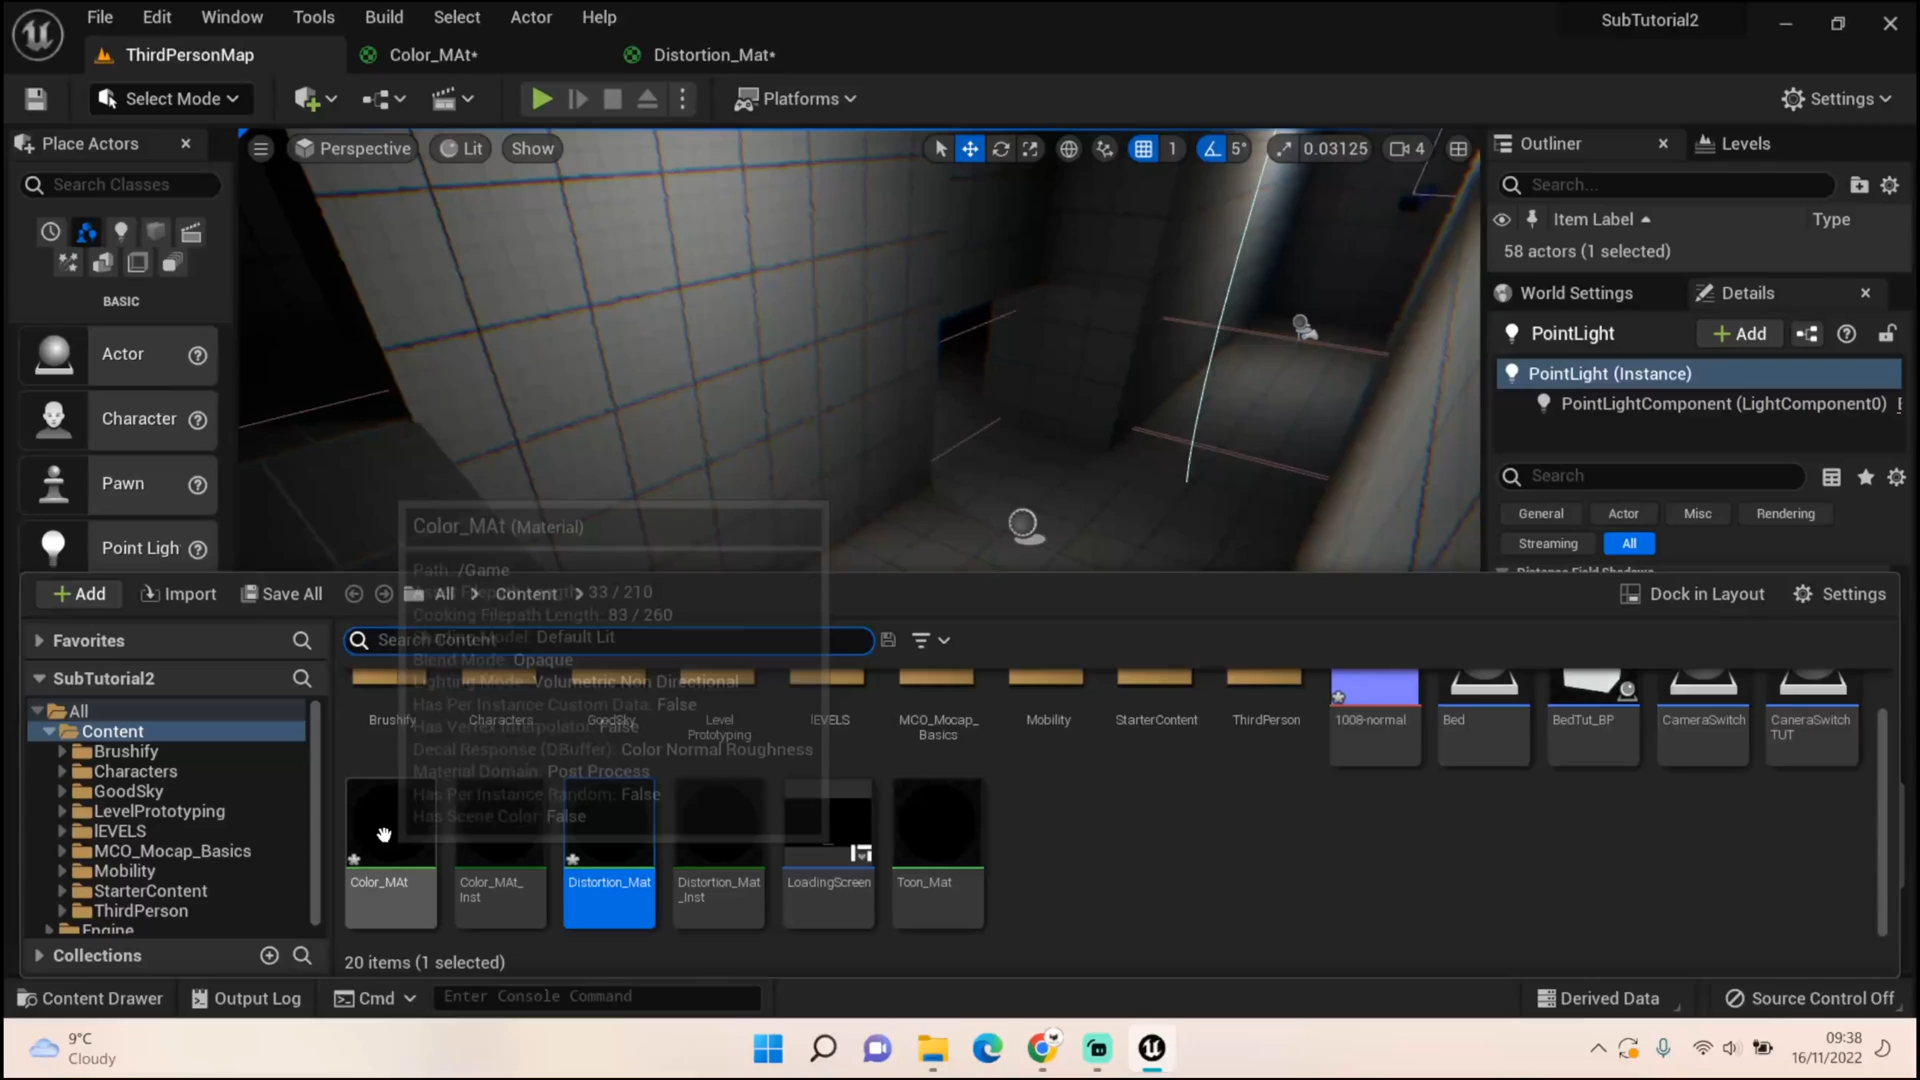 File Edit Window Tools Build Select Actor Help
SubTutorial2
ThirdPersonMap
Color_MAt*
Distortion_Mat*
Select Mode
Platforms
Settings
Place Actors
Search Classes
BASIC
Actor
Character
Pawn
Point Ligh
Perspective
Lit
Show
1
5°
0.03125
4
Outliner
Levels
Search...
Item Label
Type
58 actors (1 selected)
World Settings
Details
PointLight
Add
PointLight (Instance)
PointLightComponent (LightComponent0)
Search
General
Actor
Misc
Rendering
Streaming
All
Color_MAt (Material)
Path: /Game
33 / 210
Cooking Filepath Length: 83 / 260
Shading Model: Default Lit
Blend Mode: Opaque
Lighting Mode: Volumetric Non Directional
Has Per Instance Custom Data: False
Has Vertex Interpolator: False
Decal Response (DBuffer): Color Normal Roughness
Material Domain: Post Process
Has Per Instance Random: False
Has Scene Color: False
Add
Import
Save All
All
Content
Dock in Layout
Settings
Favorites
Search Content
SubTutorial2
All
Content
Brushify
Characters
GoodSky
LevelPrototyping
lEVELS
MCO_Mocap_Basics
Mobility
StarterContent
ThirdPerson
Engine
Collections
Brushify
Characters
GoodSky
Level
Prototyping
lEVELS
MCO_Mocap_
Basics
Mobility
StarterContent
ThirdPerson
1008-normal
Bed
BedTut_BP
CameraSwitch
CaneraSwitch
TUT
Color_MAt
Color_MAt_
Inst
Distortion_Mat
Distortion_Mat
_Inst
LoadingScreen
Toon_Mat
20 items (1 selected)
Content Drawer
Output Log
Cmd
Enter Console Command
Derived Data
Source Control Off
9°C
Cloudy
09:38
16/11/2022